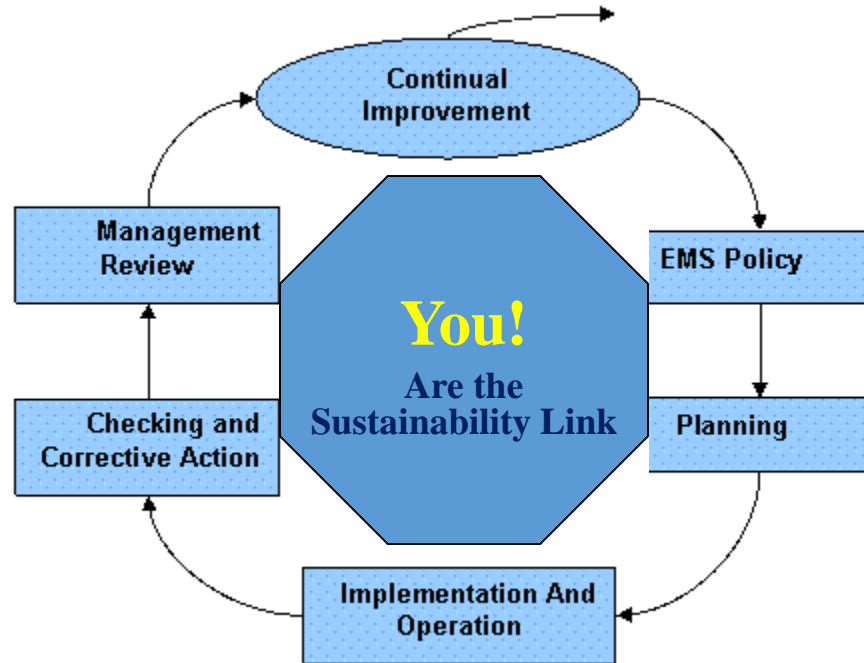 Continual
Improvement
Management
Review
EMS Policy
You!
Are the
Sustainability Link
Checking and
Corrective Action
Planning
Implementation And
Operation